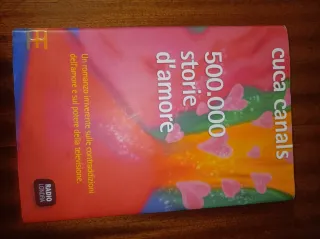 cuca canals
500.000
storie
d'amore
Un romanzo irriverente sulle contraddizioni
dell'amore e sul potere della televisione.
RADIO
LONDRA